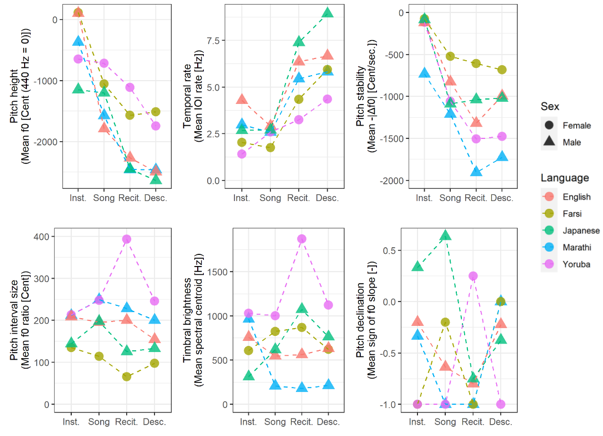 Pitch height
(Mean f0 [Cent (440 Hz = 0)])
0
-1000
-2000
Inst. Song Recit. Desc.
Temporal rate
(Mean IOI rate [Hz])
7.5
5.0
2.5
0.0
Inst. Song Recit. Desc.
Pitch stability
(Mean -|Δf0| [Cent/sec.])
0
-500
-1000
-1500
-2000
Inst. Song Recit. Desc.
Sex
Female
Male
Language
English
Farsi
Japanese
Marathi
Yoruba
Pitch interval size
(Mean f0 ratio [Cent])
400
300
200
100
0
Inst. Song Recit. Desc.
Timbral brightness
(Mean spectral centroid [Hz])
1500
1000
500
0
Inst. Song Recit. Desc.
Pitch declination
(Mean sign of f0 slope [-])
0.5
0.0
-0.5
-1.0
Inst. Song Recit. Desc.